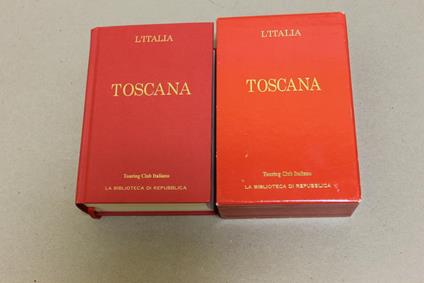 L'ITALIA
TOSCANA
Touring Club Italiano
LA BIBLIOTECA DI REPUBBLICA
L'ITALIA
TOSCANA
Touring Club Italiano
LA BIBLIOTECA DI REPUBBLICA